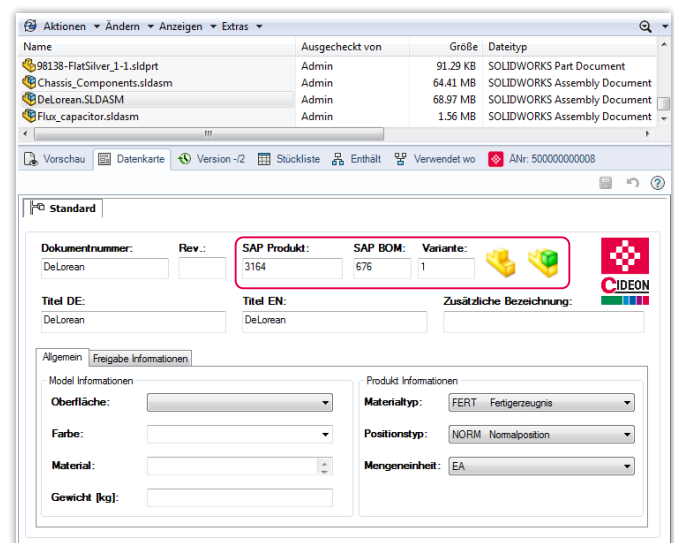 Aktionen Ändern Anzeigen Extras
Name Ausgecheckt von Größe Dateityp
98138-FlatSilver_1-1.sldprt Admin 91.29 KB SOLIDWORKS Part Document
Chassis_Components.sldasm Admin 64.41 MB SOLIDWORKS Assembly Document
DeLorean.SLDASM Admin 68.97 MB SOLIDWORKS Assembly Document
Flux_capacitor.sldasm Admin 1.56 MB SOLIDWORKS Assembly Document
Vorschau Datenkarte Version -/2 Stückliste Enthält Verwendet wo ÄNr: 500000000008
Standard
Dokumentnummer: Rev.: SAP Produkt: SAP BOM: Variante:
DeLorean 3164 676 1
CIDEON
Titel DE: Titel EN: Zusätzliche Bezeichnung:
DeLorean DeLorean
Allgemein Freigabe Informationen
Model Informationen Produkt Informationen
Oberfläche: Materialtyp: FERT Fertigerzeugnis
Farbe: Positionstyp: NORM Normalposition
Material: Mengeneinheit: EA
Gewicht [kg]: